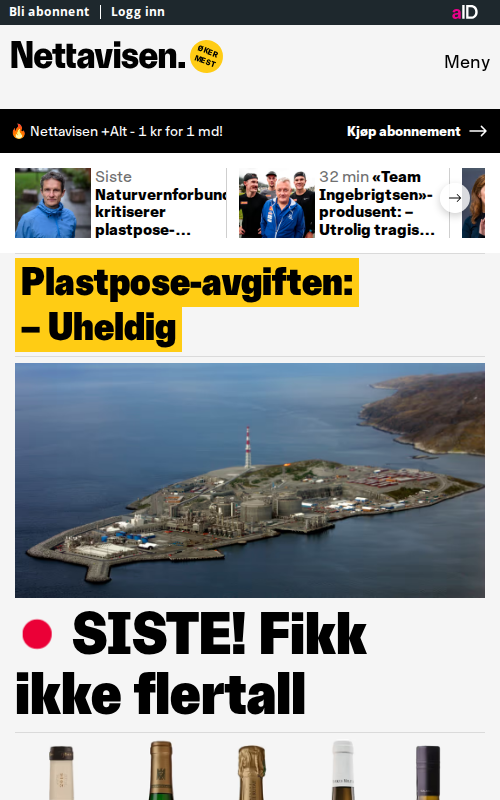 Bli abonnent
Logg inn
aID
Nettavisen.
ØKER
MEST
Meny
🔥 Nettavisen +Alt - 1 kr for 1 md!
Kjøp abonnement
Siste
Naturvernforbund
kritiserer
plastpose-...
32 min «Team
Ingebrigtsen»-
produsent: –
Utrolig tragis...
Plastpose-avgiften:
– Uheldig
SISTE! Fikk
ikke flertall